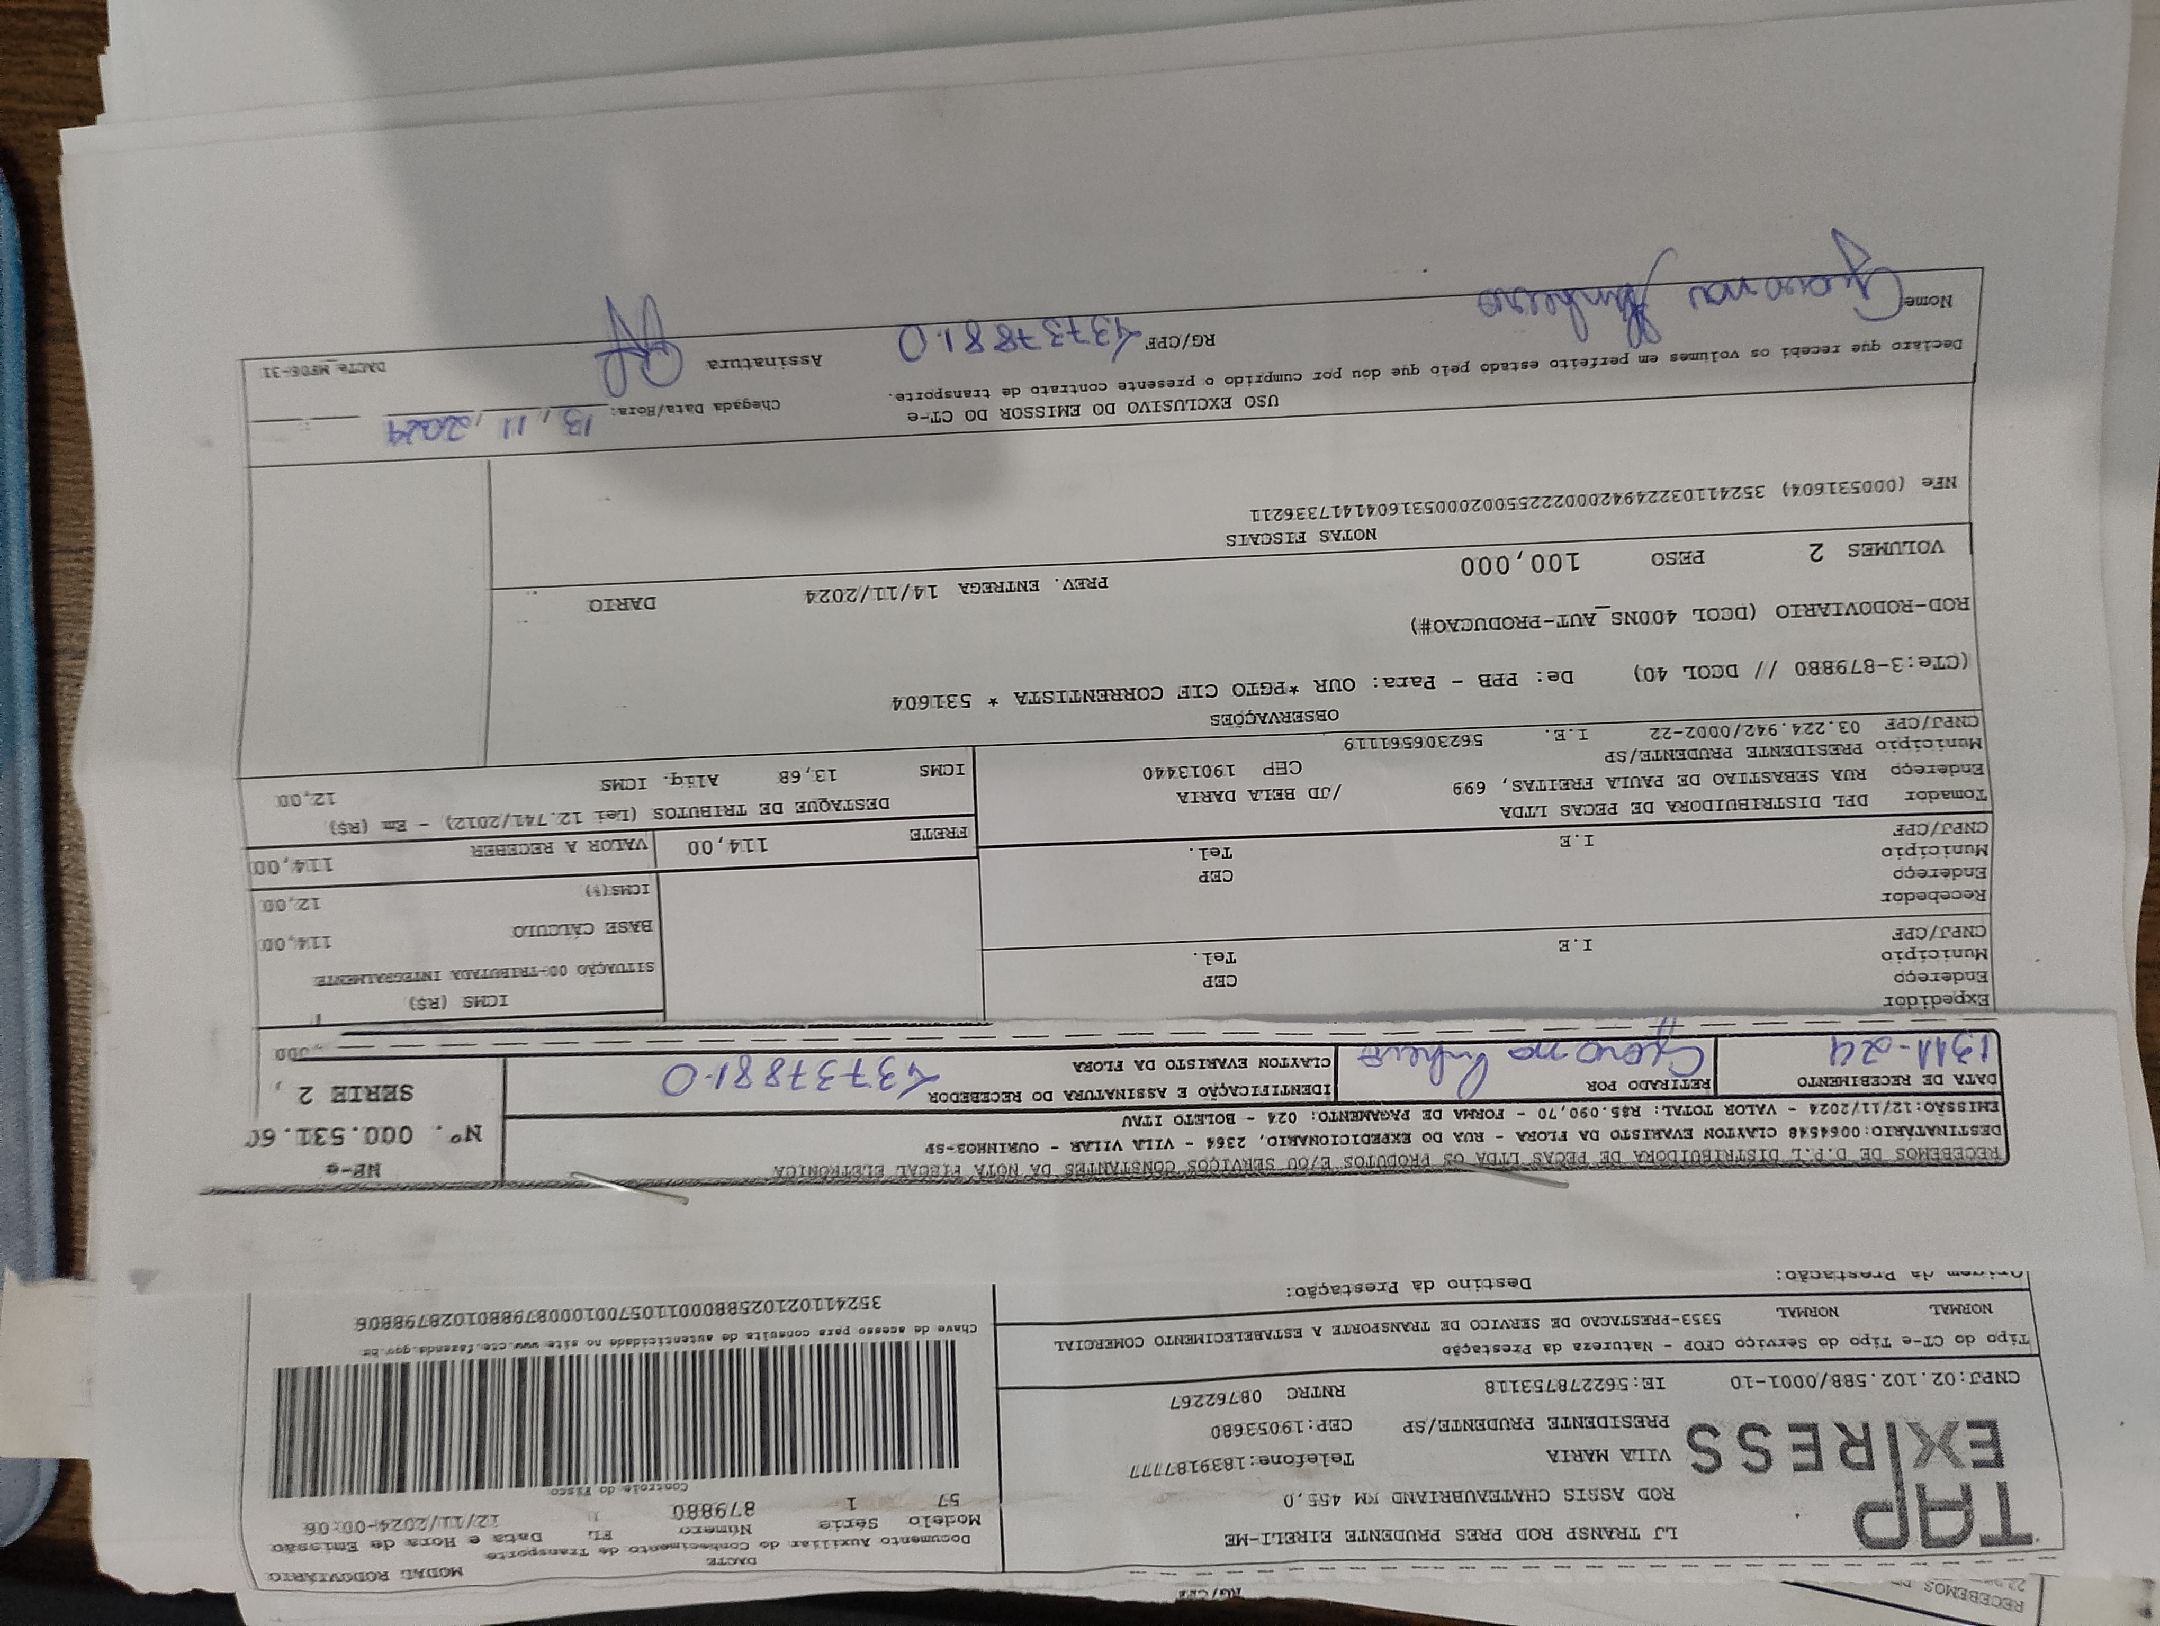 RECEBEMOS DE
RG/CPF
TAP
EXPRESS
LJ TRANSP ROD PRES PRUDENTE EIRELI-ME
ROD ASSIS CHATEAUBRIAND KM 455,0
VILA MARIA Telefone:1839187777
PRESIDENTE PRUDENTE/SP CEP:19053680
CNPJ:02.102.588/0001-10 IE:562278753118 RNTRC 08762267
DACTE MODAL RODOVIÁRIO
Documento Auxiliar do Conhecimento de Transporte
Modelo Série Número FL Data e Hora de Emissão
57 1 879880 1 12/11/2024-00:06
Controle do Fisco
Chave de acesso para consulta de autenticidade no site www.cte.fazenda.gov.br
35241102102588000110570010008798801028798806
Tipo do CT-e Tipo do Serviço CFOP - Natureza da Prestação
NORMAL NORMAL 5353-PRESTACAO DE SERVICO DE TRANSPORTE A ESTABELECIMENTO COMERCIAL
Origem da Prestação: Destino da Prestação:
RECEBEMOS DE D.P.L DISTRIBUIDORA DE PECAS LTDA OS PRODUTOS E/OU SERVIÇOS CONSTANTES DA NOTA FISCAL ELETRÔNICA
DESTINATÁRIO:0064548 CLAYTON EVARISTO DA FLORA - RUA DO EXPEDICIONARIO, 2364 - VILA VILAR - OURINHOS-SP
EMISSÃO:12/11/2024 - VALOR TOTAL: R$5.090,70 - FORMA DE PAGAMENTO: 024 - BOLETO ITAU
NF-e
Nº. 000.531.60
SERIE 2
DATA DE RECEBIMENTO RETIRADO POR IDENTIFICAÇÃO E ASSINATURA DO RECEBEDOR
CLAYTON EVARISTO DA FLORA
1311-24 4373788 1.0
Expedidor
Endereço CEP
Município Tel.
CNPJ/CPF I.E
Recebedor
Endereço CEP
Município Tel.
CNPJ/CPF I.E
ICMS (R$)
SITUAÇÃO 00-TRIBUTADA INTEGRALMENTE
BASE CÁLCULO 114,00
ICMS(%) 12,00
FRETE 114,00 VALOR A RECEBER 114,00
DESTAQUE DE TRIBUTOS (Lei 12.741/2012) - Em (R$)
ICMS 13,68 Aliq. ICMS 12,00
Tomador DPL DISTRIBUIDORA DE PECAS LTDA
Endereço RUA SEBASTIAO DE PAULA FREITAS, 699 /JD BELA DARIA
Município PRESIDENTE PRUDENTE/SP CEP 19013440
CNPJ/CPF 03.224.942/0002-22 I.E. 562306561119
OBSERVAÇÕES
(CTe:3-879880 // DCOL 40) De: PPB - Para: OUR *PGTO CIF CORRENTISTA * 531604
ROD-RODOVIARIO (DCOL 400NS_AUT-PRODUCAO#)
VOLUMES 2 PESO 100,000 PREV. ENTREGA 14/11/2024 DARIO
NOTAS FISCAIS
NFe (000531604) 35241103224942000222550020005316041417336211
USO EXCLUSIVO DO EMISSOR DO CT-e
Declaro que recebi os volumes em perfeito estado pelo que dou por cumprido o presente contrato de transporte.
Chegada Data/Hora: 13, 11, 2024
Nome RG/CPF 4373788 1.0 Assinatura
DACTe MP06-31